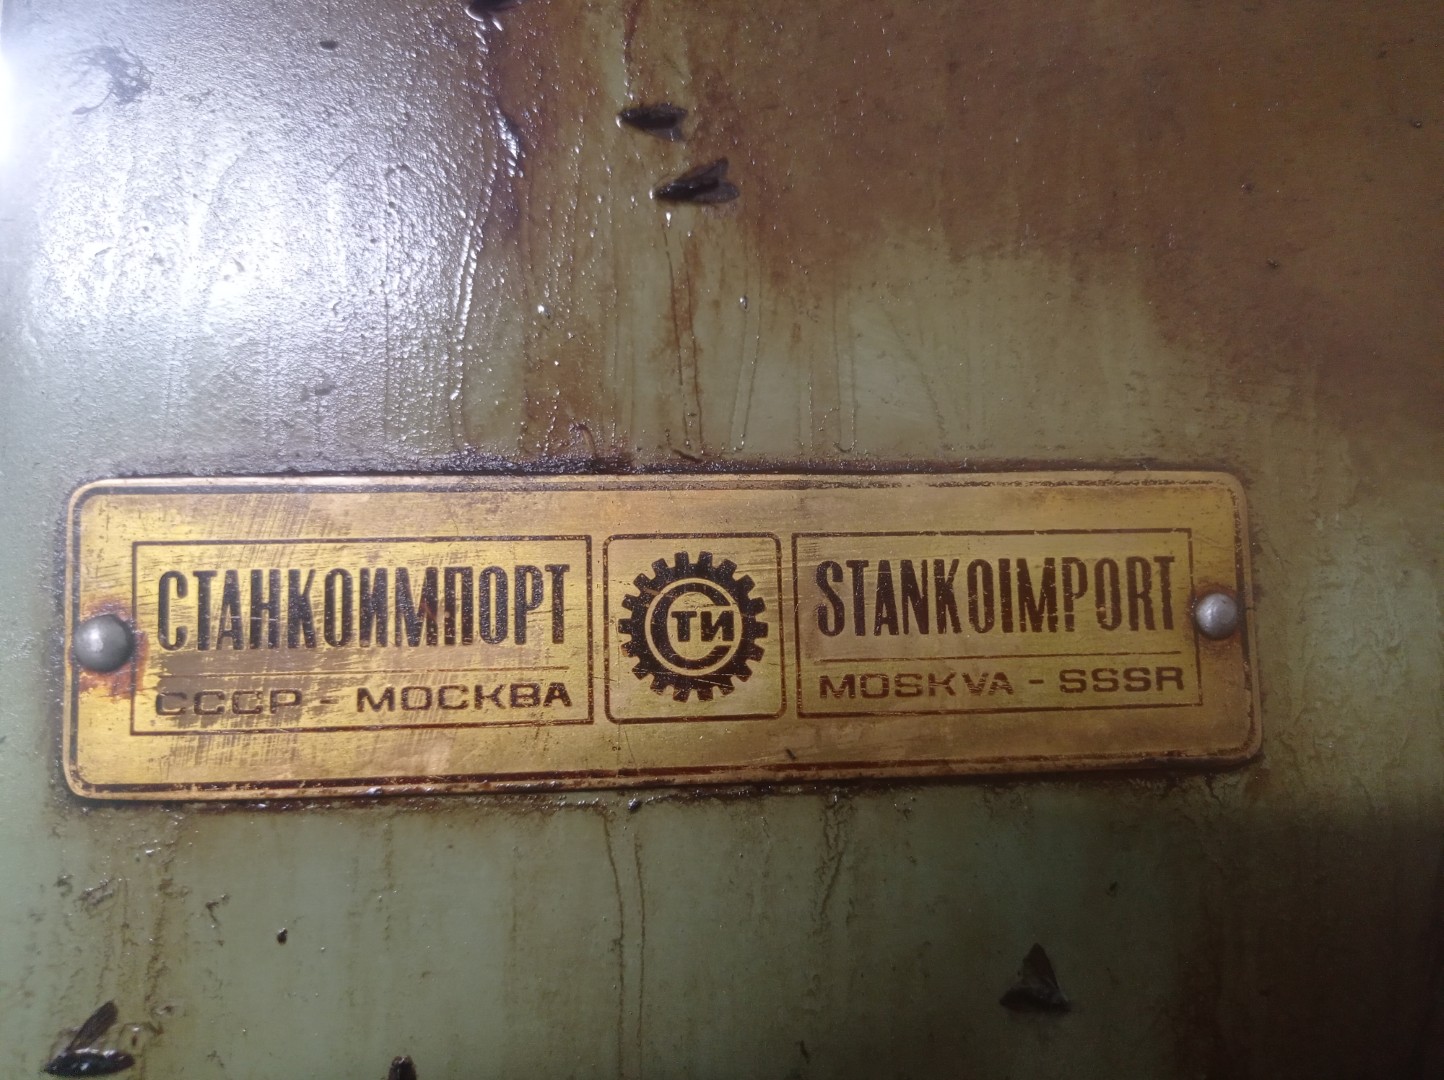 СТАНКОИМПОРТ
СССР - МОСКВА
СТИ
STANKOIMPORT
MOSKVA - SSSR